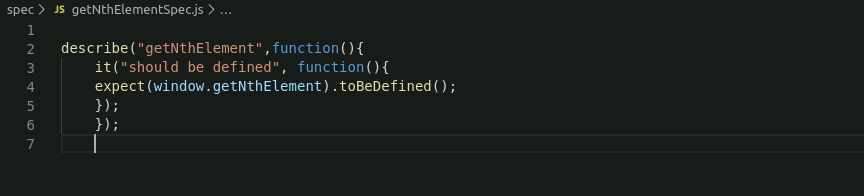 spec > JS getNthElementSpec.js > ...
1
2 describe("getNthElement",function(){
3 it("should be defined", function(){
4 expect(window.getNthElement).toBeDefined();
5 });
6 });
7